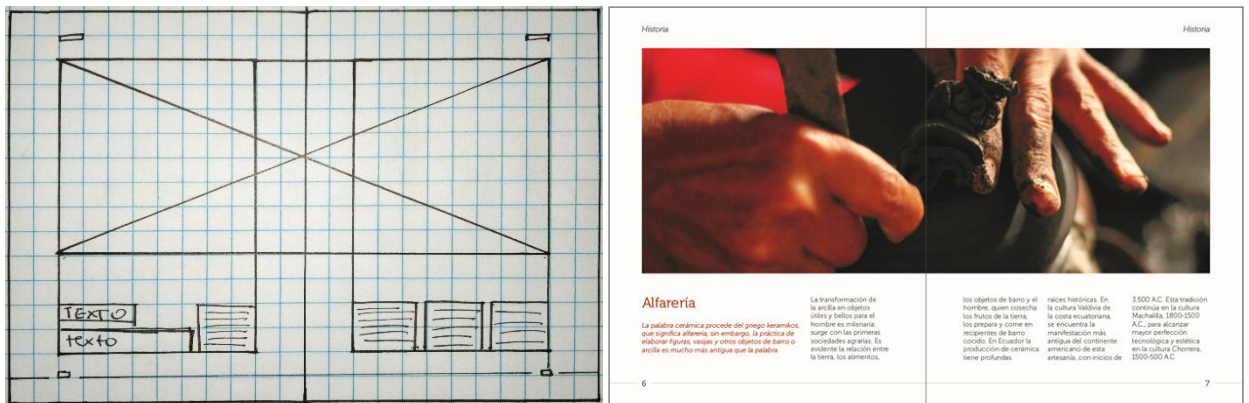 TEXTO
texto
Historia
Historia
Alfarería
La palabra cerámica procede del griego keramikos,
que significa alfarería, sin embargo, la práctica de
elaborar figuras, vasijas y otros objetos de barro o
arcilla es mucho más antigua que la palabra.
La transformación de
la arcilla en objetos
útiles y bellos para el
hombre es milenaria:
surge con las primeras
sociedades agrarias. Es
evidente la relación entre
la tierra, los alimentos,
los objetos de barro y el
hombre, quien cosecha
los frutos de la tierra,
los prepara y come en
recipientes de barro
cocido. En Ecuador la
producción de cerámica
tiene profundas
raíces históricas. En
la cultura Valdivia de
la costa ecuatoriana,
se encuentra la
manifestación más
antigua del continente
americano de esta
artesanía, con inicios de
3.500 A.C. Esta tradición
continúa en la cultura
Machalilla, 1800-1500
A.C., para alcanzar
mayor perfección
tecnológica y estética
en la cultura Chorrera,
1500-500 A.C
6
7